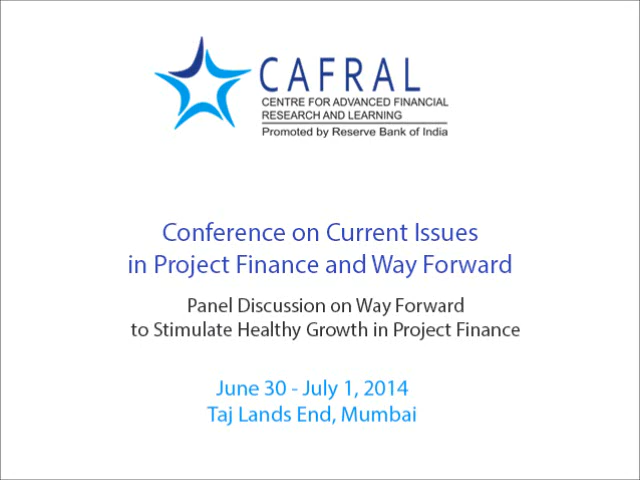 CAFRAL
CENTRE FOR ADVANCED FINANCIAL
RESEARCH AND LEARNING
Promoted by Reserve Bank of India
Conference on Current Issues
in Project Finance and Way Forward
Panel Discussion on Way Forward
to Stimulate Healthy Growth in Project Finance
June 30 - July 1, 2014
Taj Lands End, Mumbai